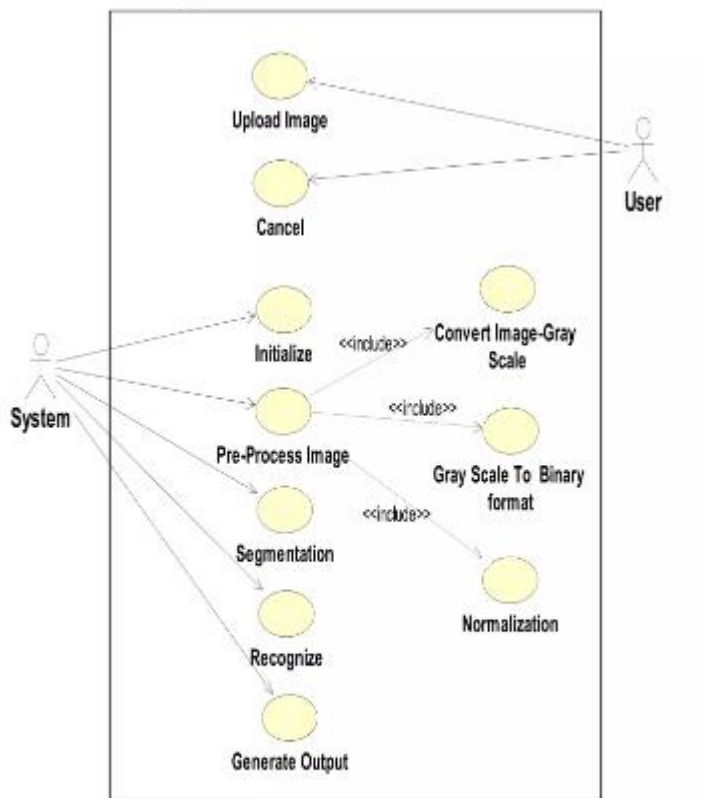 Upload Image
User
Cancel
Initialize
<<include>>
Convert Image-Gray
Scale
System
<<include>>
Pre-Process Image
Gray Scale To Binary
format
<<include>>
Segmentation
Normalization
Recognize
Generate Output